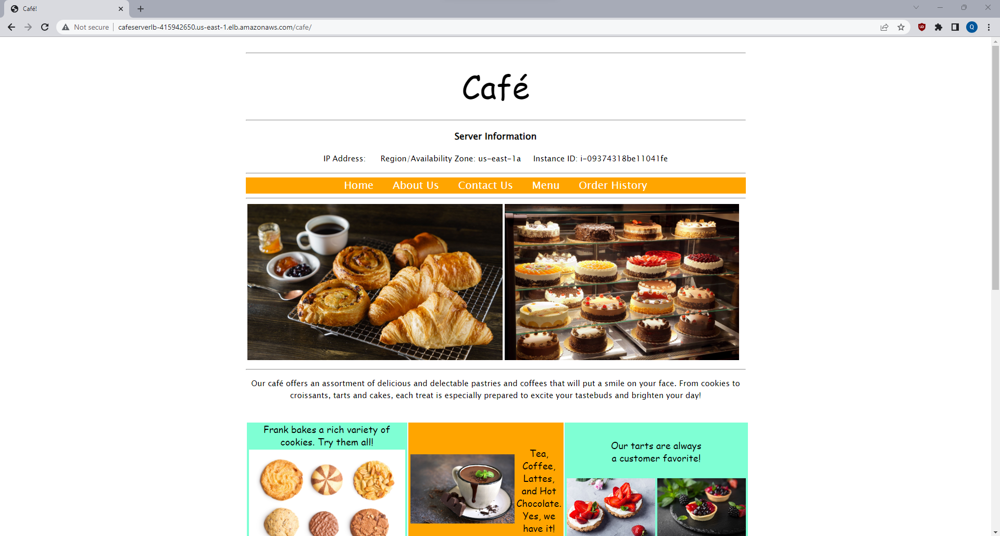 Café!
Not secure
cafeserverlb-415942650.us-east-1.elb.amazonaws.com/cafe/
Q
Café
Server Information
IP Address: Region/Availability Zone: us-east-1a Instance ID: i-09374318be11041fe
Home About Us Contact Us Menu Order History
Our café offers an assortment of delicious and delectable pastries and coffees that will put a smile on your face. From cookies to
croissants, tarts and cakes, each treat is especially prepared to excite your tastebuds and brighten your day!
Frank bakes a rich variety of
cookies. Try them all!
Tea,
Coffee,
Lattes,
and Hot
Chocolate.
Yes, we
have it!
Our tarts are always
a customer favorite!